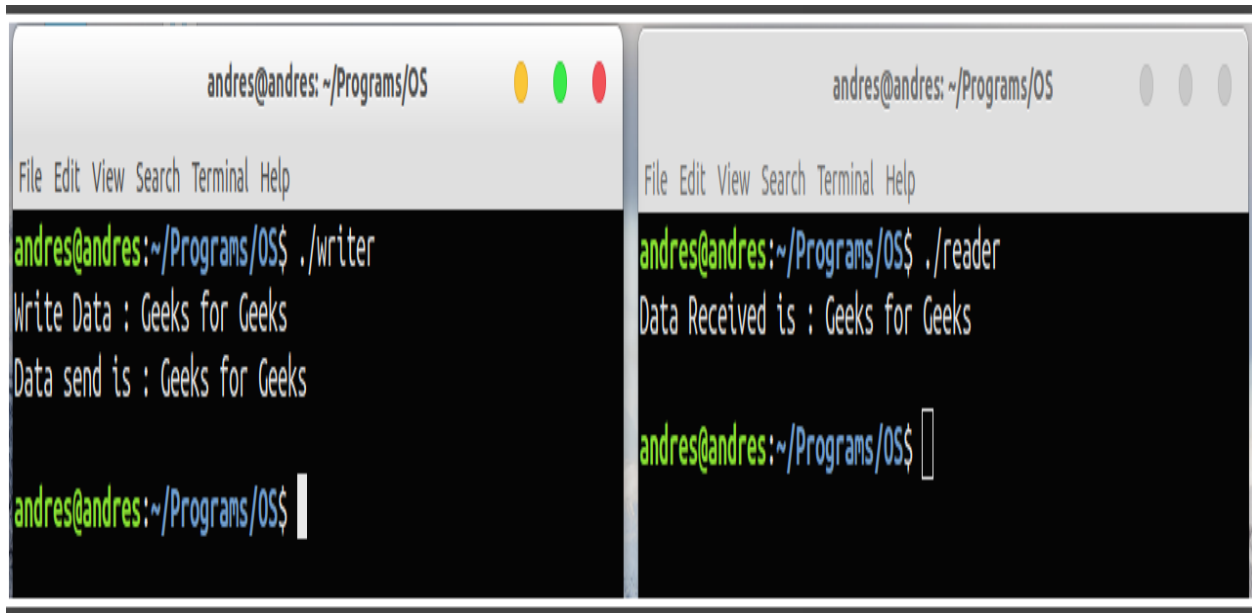 andres@andres: ~/Programs/OS
File Edit View Search Terminal Help
andres@andres:~/Programs/OS$ ./writer
Write Data : Geeks for Geeks
Data send is : Geeks for Geeks
andres@andres:~/Programs/OS$
andres@andres: ~/Programs/OS
File Edit View Search Terminal Help
andres@andres:~/Programs/OS$ ./reader
Data Received is : Geeks for Geeks
andres@andres:~/Programs/OS$